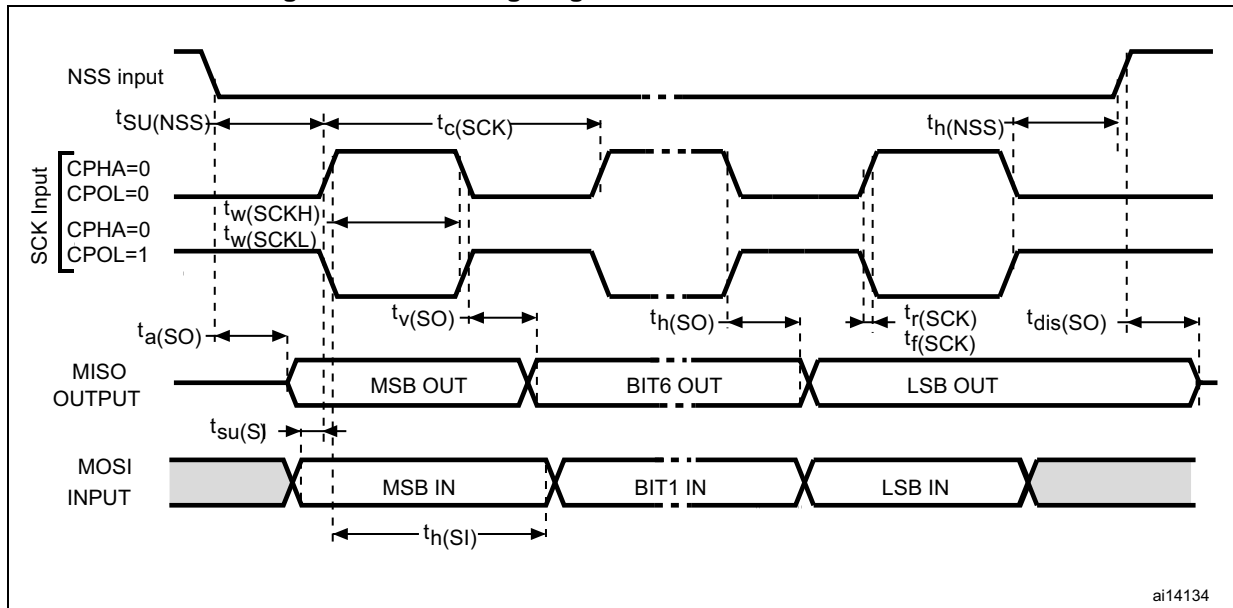 NSS input
tSU(NSS)
tc(SCK)
th(NSS)
SCK Input
CPHA=0
CPOL=0
tw(SCKH)
CPHA=0
tw(SCKL)
CPOL=1
ta(SO)
tv(SO)
th(SO)
tr(SCK)
tf(SCK)
tdis(SO)
MISO
OUTPUT
MSB OUT
BIT6 OUT
LSB OUT
tsu(SI)
MOSI
INPUT
MSB IN
BIT1 IN
LSB IN
th(SI)
ai14134